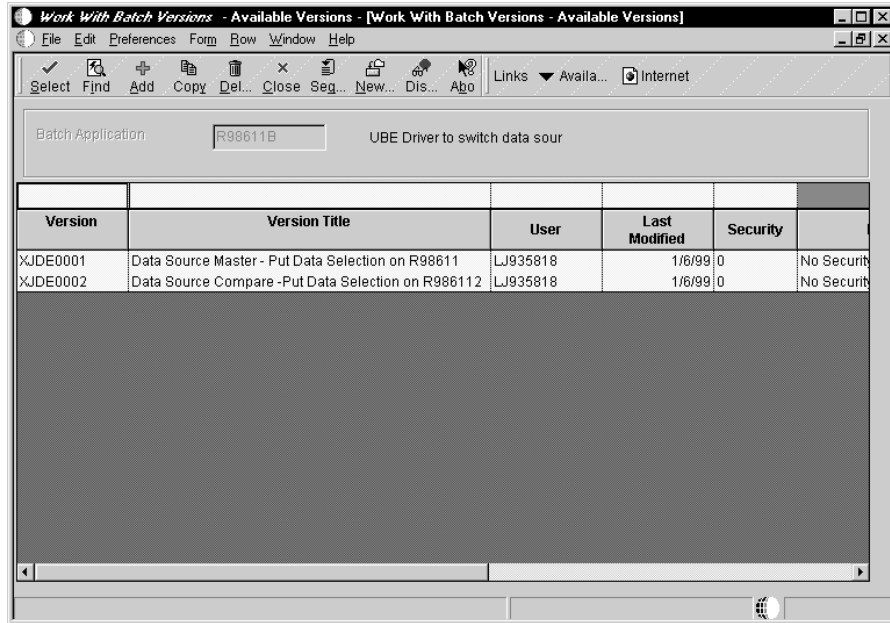 Work With Batch Versions - Available Versions - [Work With Batch Versions - Available Versions]
File Edit Preferences Form Row Window Help
Select Find Add Copy Del... Close Seq... New... Dis... Abo Links Availa... Internet
Batch Application R98611B UBE Driver to switch data sour
Version Version Title User Last Modified Security
XJDE0001 Data Source Master - Put Data Selection on R98611 LJ935818 1/6/99 0 No Securit
XJDE0002 Data Source Compare -Put Data Selection on R986112 LJ935818 1/6/99 0 No Securit